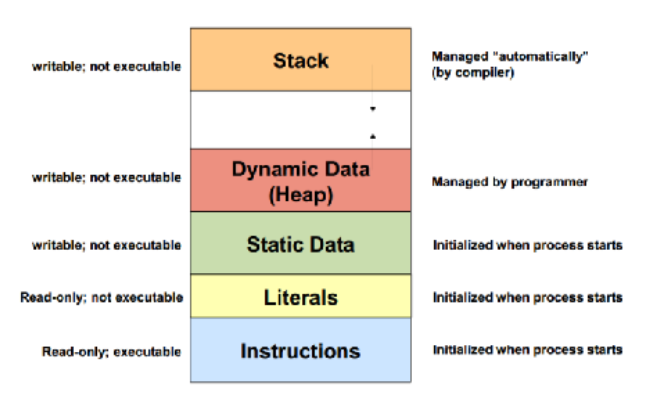 writable; not executable
Stack
Managed "automatically"
(by compiler)
writable; not executable
Dynamic Data
(Heap)
Managed by programmer
writable; not executable
Static Data
Initialized when process starts
Read-only; not executable
Literals
Initialized when process starts
Read-only; executable
Instructions
Initialized when process starts